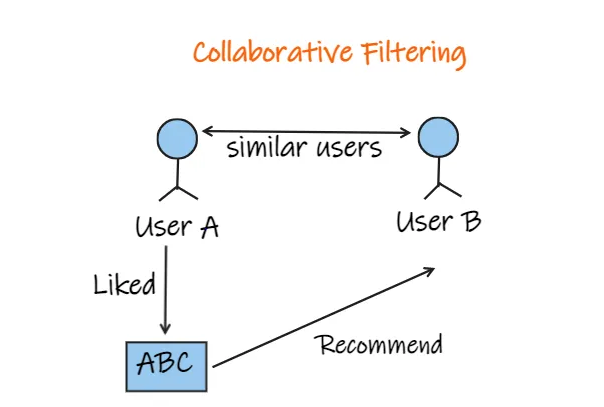 Collaborative Filtering
similar users
User A
User B
Liked
Recommend
ABC